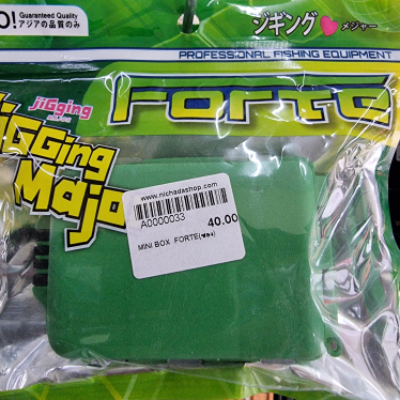 O!
Guaranteed Quality
アジアの品質のみ
ジギング
メジャー
PROFESSIONAL FISHING EQUIPMENT
FORTE
jiGGing
jiGGing
Majo
www.nichadashop.com
A0000033
40.00
MINI BOX FORTE